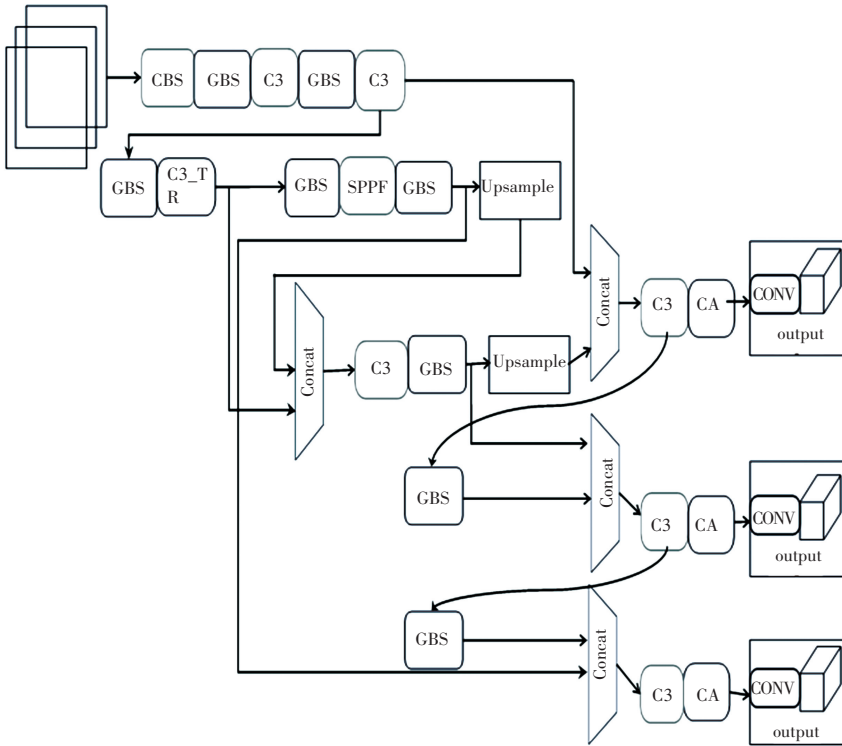 CBS GBS C3 GBS C3
GBS C3_T
R
GBS SPPF GBS Upsample
Concat
C3 CA CONV
output
Concat
C3 GBS Upsample
GBS
Concat
C3 CA CONV
output
GBS
Concat
C3 CA CONV
output